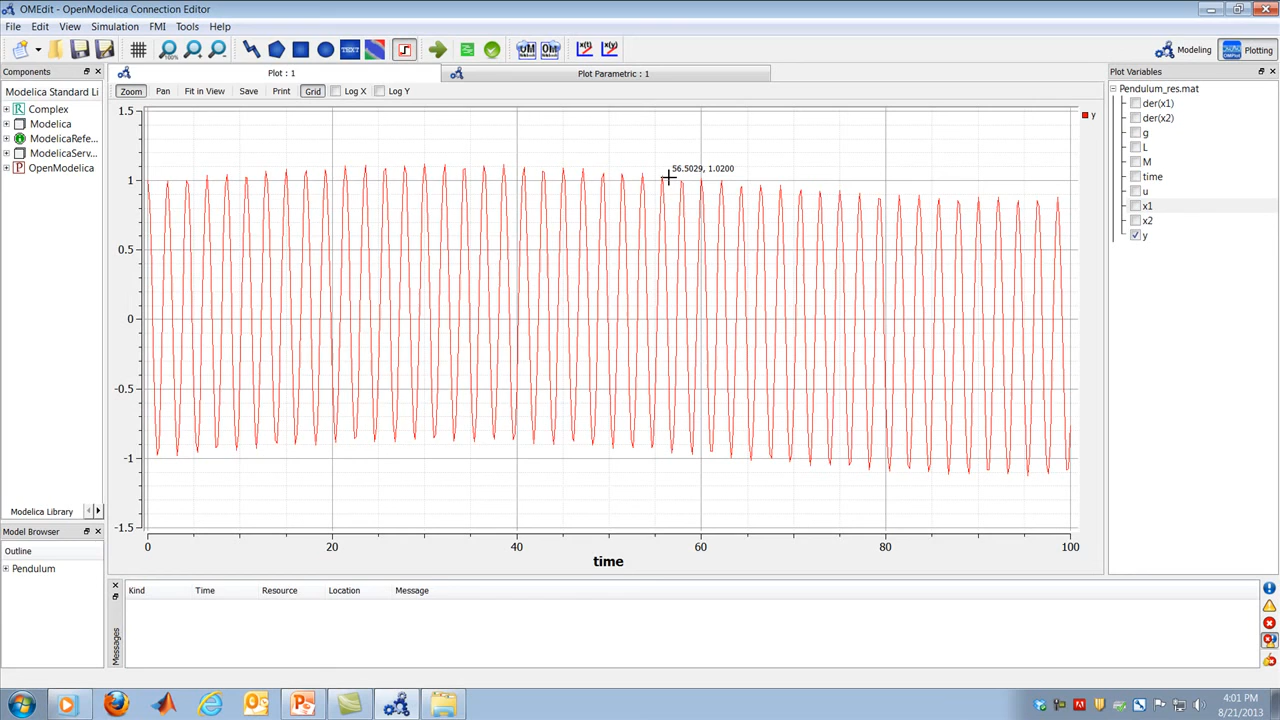 OMEdit - OpenModelica Connection Editor
File Edit View Simulation FMI Tools Help
100% TEXT OM OM x(t) x(y) Modeling Plotting
Components
Modelica Standard Li
Complex
Modelica
ModelicaRefe...
ModelicaServ...
OpenModelica
Modelica Library
Model Browser
Outline
Pendulum
Plot : 1
Plot Parametric : 1
Zoom Pan Fit in View Save Print Grid Log X Log Y
1.5
1
0.5
0
-0.5
-1
-1.5
56.5029, 1.0200
y
0 20 40 60 80 100
time
Plot Variables
Pendulum_res.mat
der(x1)
der(x2)
g
L
M
time
u
x1
x2
y
Messages
Kind Time Resource Location Message
4:01 PM
8/21/2013